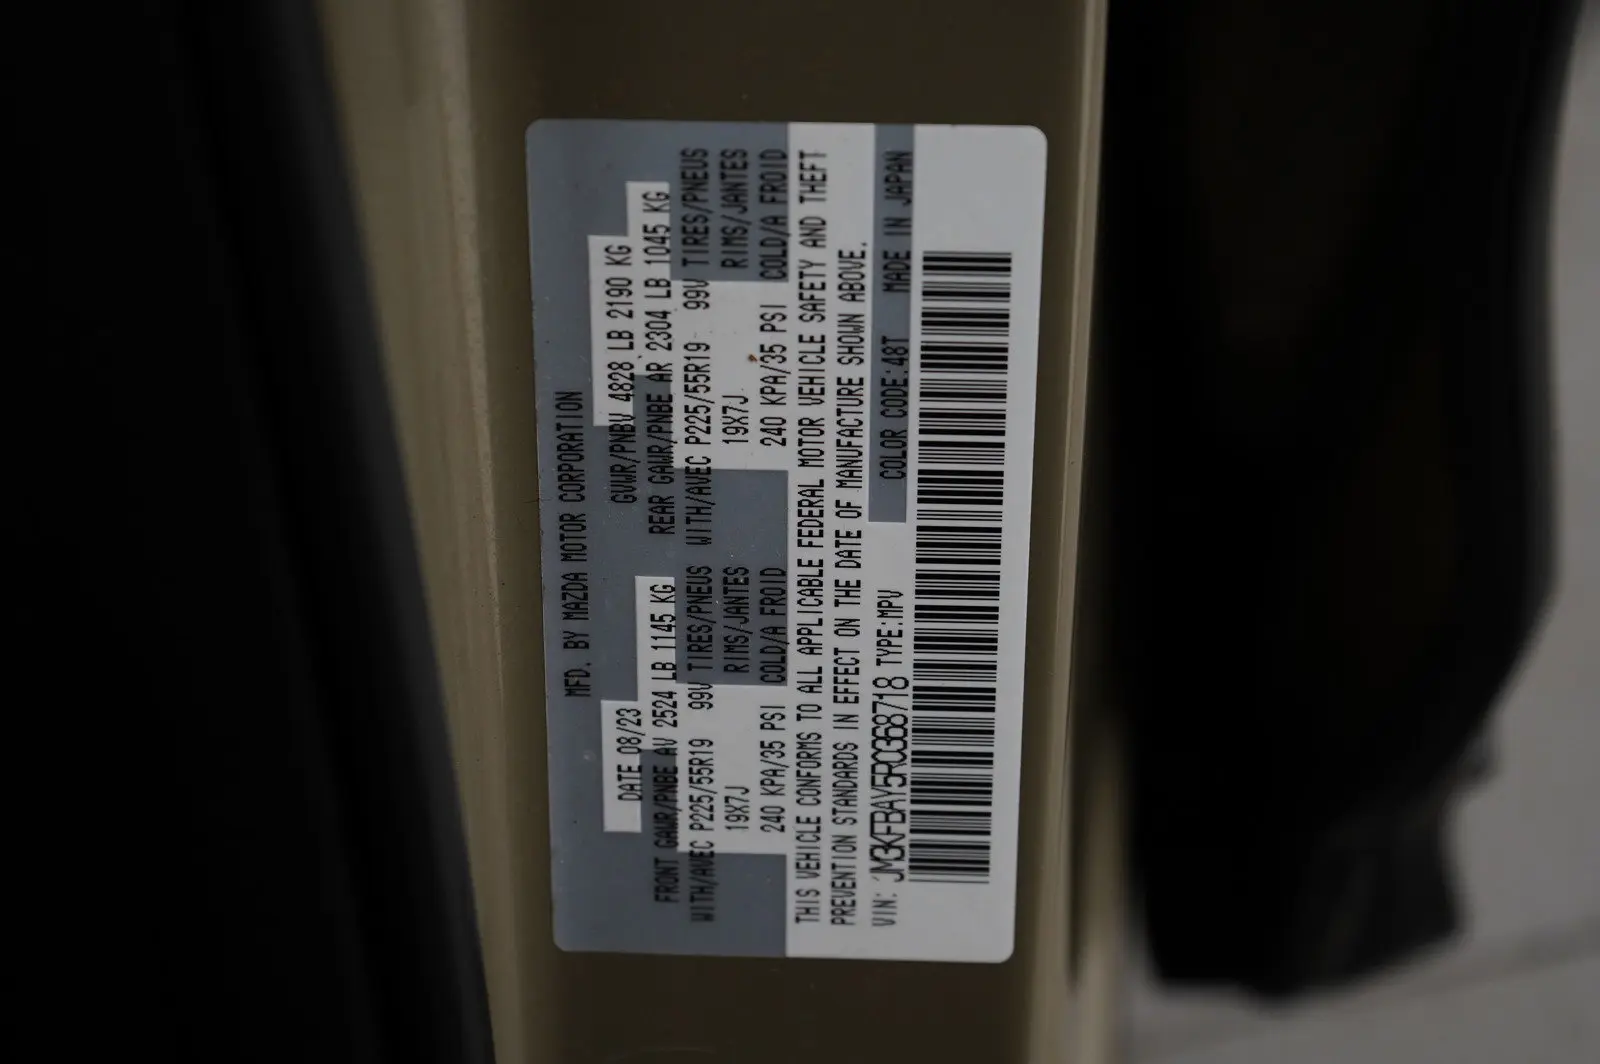 MFD. BY MAZDA MOTOR CORPORATION
DATE 08/23 GVWR/PNBV 4828 LB 2190 KG
FRONT GAWR/PNBE AV 2524 LB 1145 KG REAR GAWR/PNBE AR 2304 LB 1045 KG
WITH/AVEC P225/55R19 99V TIRES/PNEUS WITH/AVEC P225/55R19 99V TIRES/PNEUS
19X7J RIMS/JANTES 19X7J RIMS/JANTES
240 KPA/35 PSI COLD/A FROID 240 KPA/35 PSI COLD/A FROID
THIS VEHICLE CONFORMS TO ALL APPLICABLE FEDERAL MOTOR VEHICLE SAFETY AND THEFT
PREVENTION STANDARDS IN EFFECT ON THE DATE OF MANUFACTURE SHOWN ABOVE.
VIN: JM3KFBAY5R0368718 TYPE:MPV COLOR CODE:48T MADE IN JAPAN